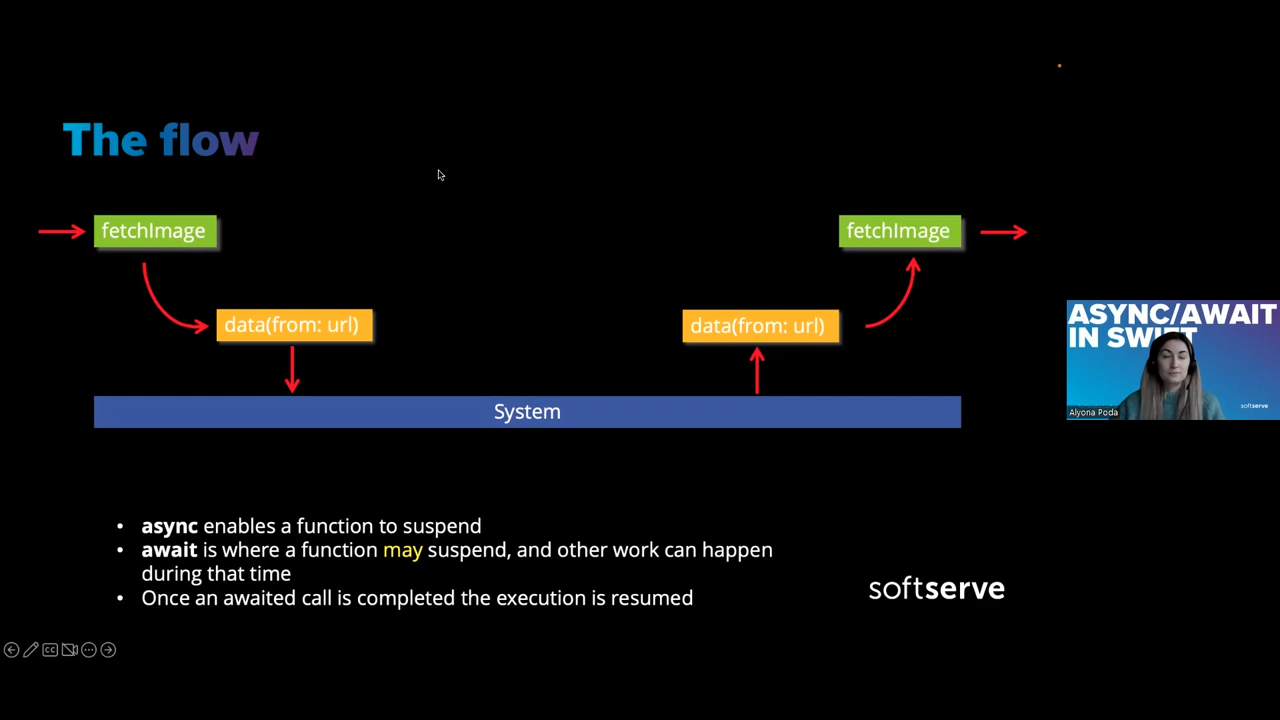 The flow
fetchImage
fetchImage
data(from: url)
data(from: url)
System
ASYNC/AWAIT
IN SWIFT
Alyona Poda
softserve
• async enables a function to suspend
• await is where a function may suspend, and other work can happen
during that time
• Once an awaited call is completed the execution is resumed
softserve
CC